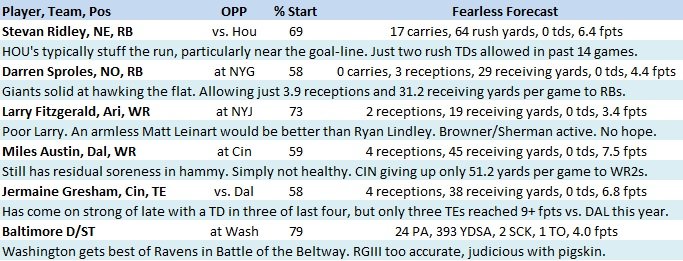 Player, Team, Pos OPP % Start Fearless Forecast
Stevan Ridley, NE, RB vs. Hou 69 17 carries, 64 rush yards, 0 tds, 6.4 fpts
HOU's typically stuff the run, particularly near the goal-line. Just two rush TDs allowed in past 14 games.
Darren Sproles, NO, RB at NYG 58 0 carries, 3 receptions, 29 receiving yards, 0 tds, 4.4 fpts
Giants solid at hawking the flat. Allowing just 3.9 receptions and 31.2 receiving yards per game to RBs.
Larry Fitzgerald, Ari, WR at NYJ 73 2 receptions, 19 receiving yards, 0 tds, 3.4 fpts
Poor Larry. An armless Matt Leinart would be better than Ryan Lindley. Browner/Sherman active. No hope.
Miles Austin, Dal, WR at Cin 59 4 receptions, 45 receiving yards, 0 tds, 7.5 fpts
Still has residual soreness in hammy. Simply not healthy. CIN giving up only 51.2 yards per game to WR2s.
Jermaine Gresham, Cin, TE vs. Dal 58 4 receptions, 38 receiving yards, 0 tds, 6.8 fpts
Has come on strong of late with a TD in three of last four, but only three TEs reached 9+ fpts vs. DAL this year.
Baltimore D/ST at Wash 79 24 PA, 393 YDSA, 2 SCK, 1 TO, 4.0 fpts
Washington gets best of Ravens in Battle of the Beltway. RGIII too accurate, judicious with pigskin.